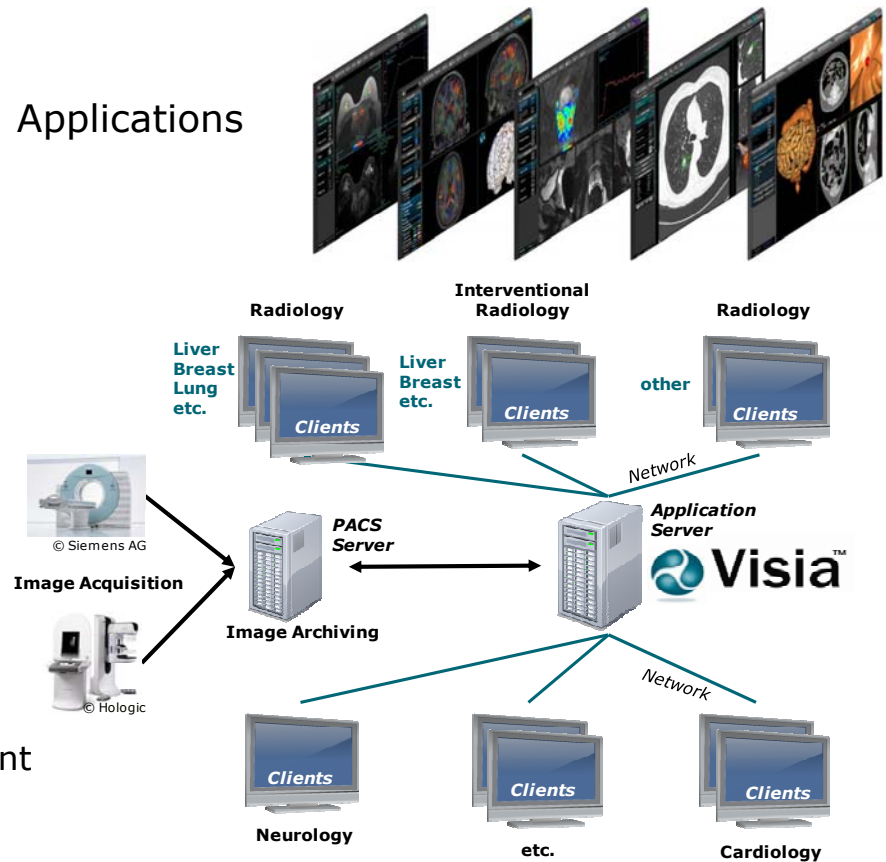 Applications
Radiology
Interventional
Radiology
Radiology
Liver
Breast
Lung
etc.
Clients
Liver
Breast
etc.
Clients
other
Clients
Network
© Siemens AG
Image Acquisition
© Hologic
PACS
Server
Image Archiving
Application
Server
Visia™
Network
nt
Clients
Neurology
Clients
etc.
Clients
Cardiology